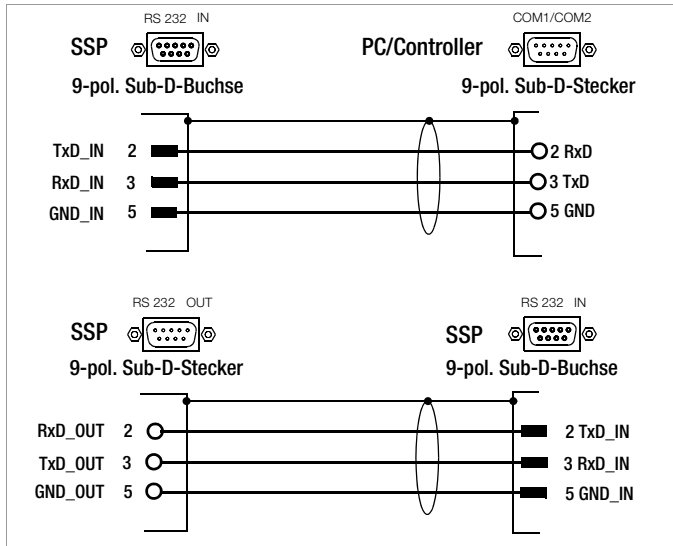 RS 232 IN
COM1/COM2
SSP
PC/Controller
9-pol. Sub-D-Buchse
9-pol. Sub-D-Stecker
TxD_IN 2
2 RxD
RxD_IN 3
3 TxD
GND_IN 5
5 GND
RS 232 OUT
RS 232 IN
SSP
SSP
9-pol. Sub-D-Stecker
9-pol. Sub-D-Buchse
RxD_OUT 2
2 TxD_IN
TxD_OUT 3
3 RxD_IN
GND_OUT 5
5 GND_IN